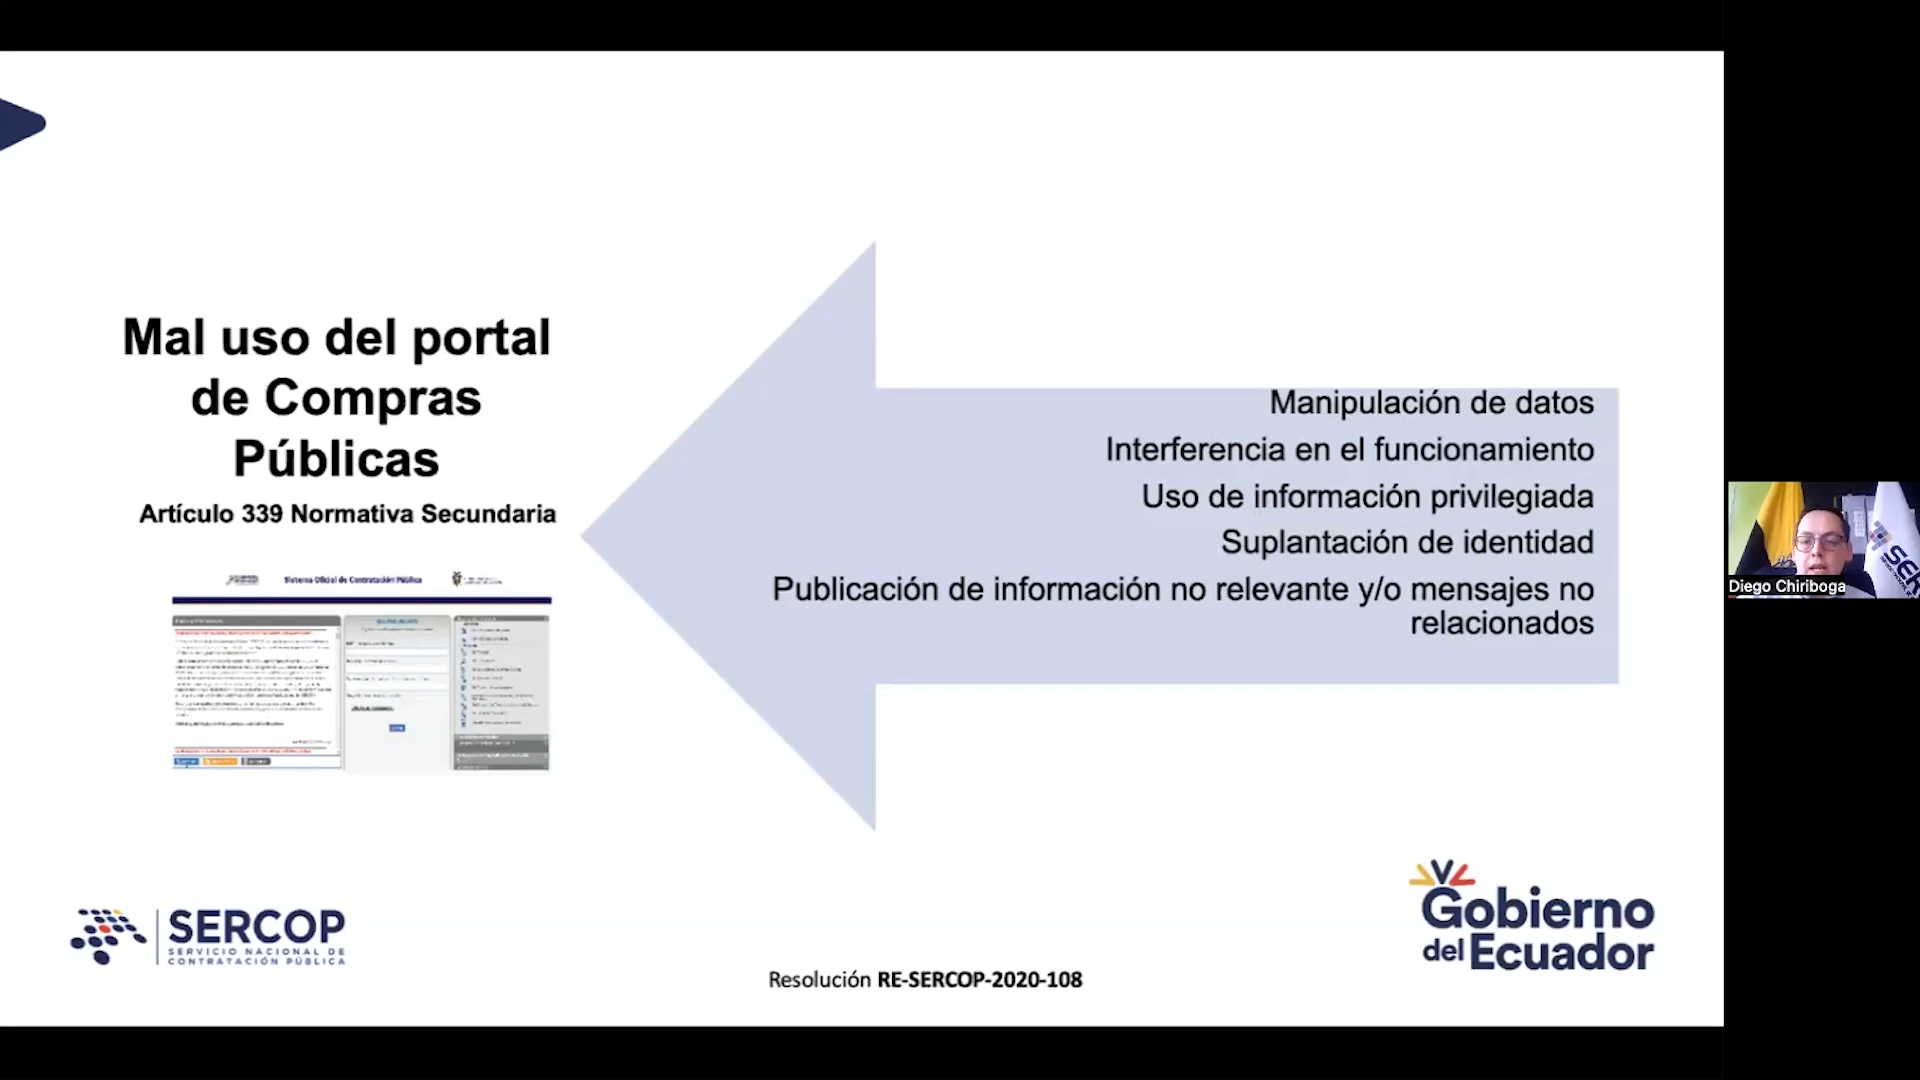 Mal uso del portal
de Compras
Públicas
Artículo 339 Normativa Secundaria
Sistema Oficial de Contratación Pública
Manipulación de datos
Interferencia en el funcionamiento
Uso de información privilegiada
Suplantación de identidad
Publicación de información no relevante y/o mensajes no
relacionados
SERCOP
SERVICIO NACIONAL DE
CONTRATACIÓN PÚBLICA
Resolución RE-SERCOP-2020-108
Gobierno
del Ecuador
Diego Chiriboga